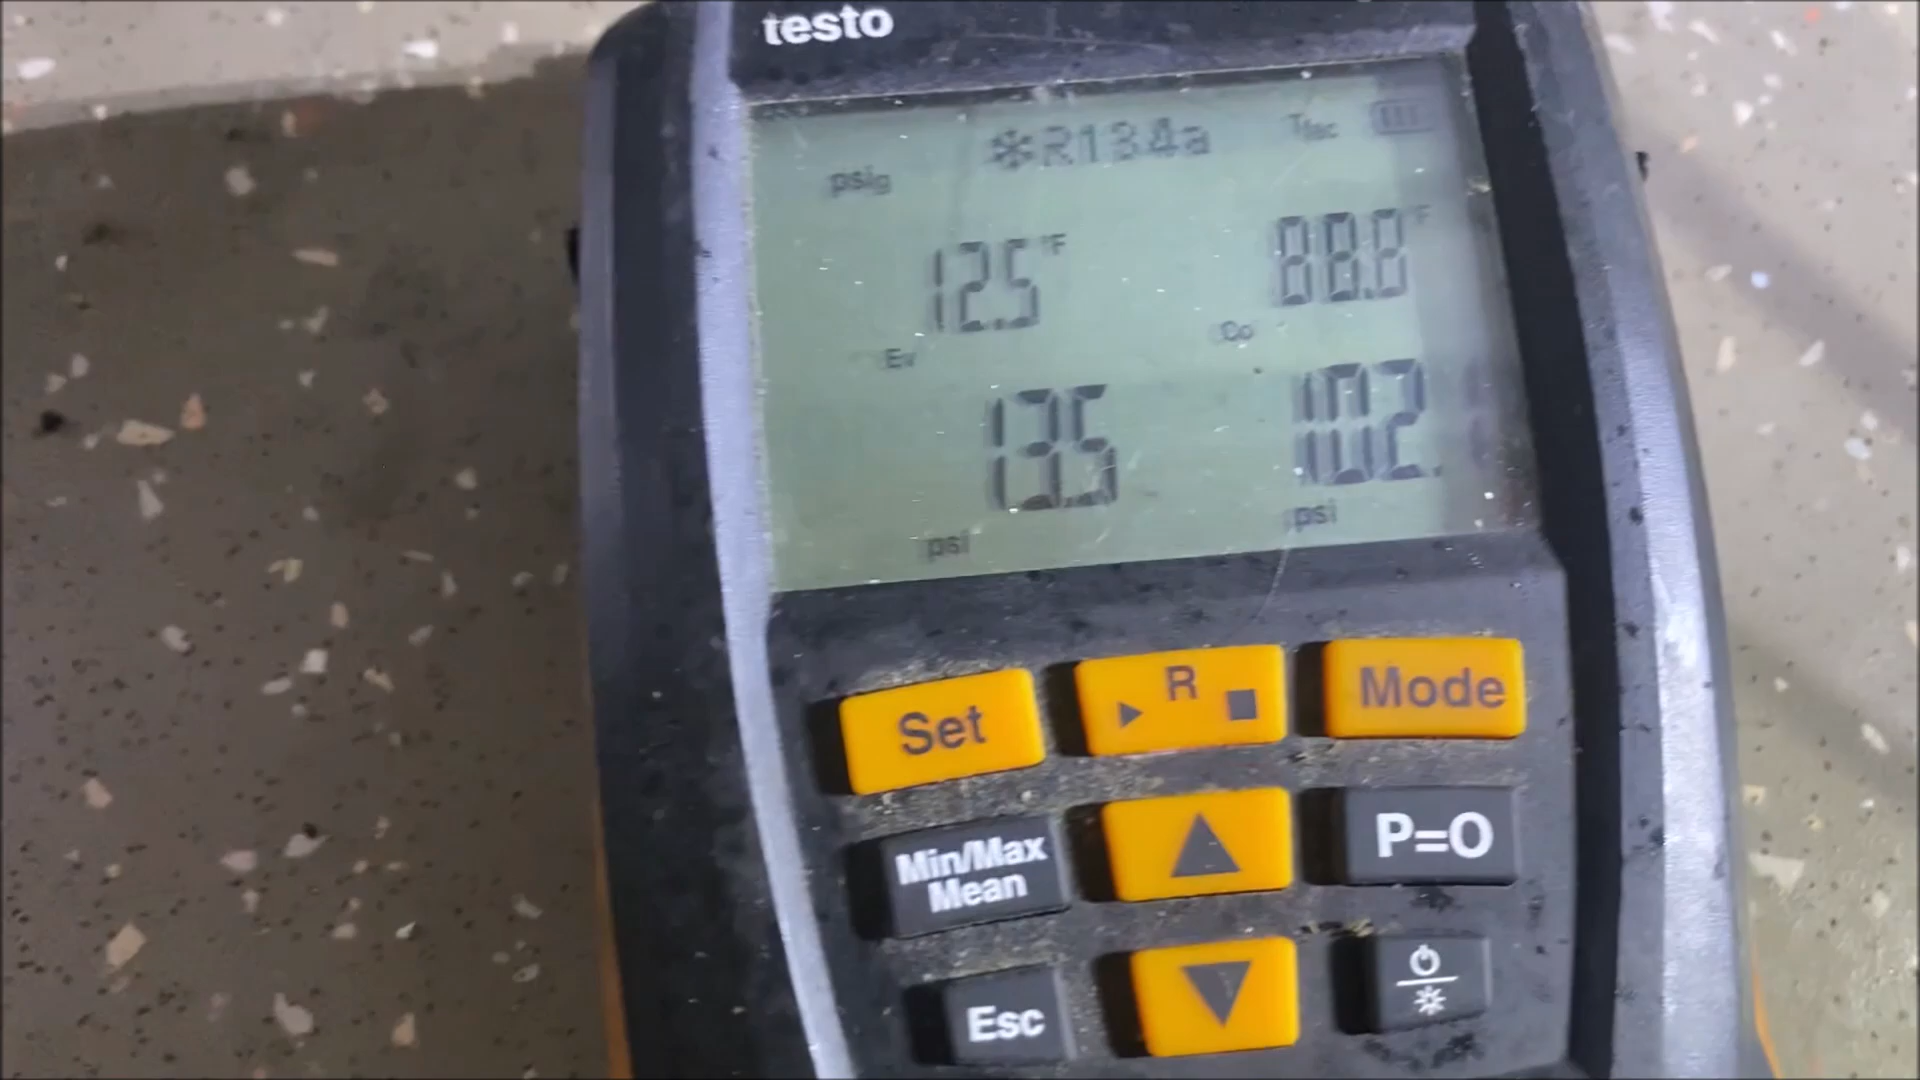 testo
❄R134a Tfac
psig
12.5°F 88.8°F
Ev Co
13.5 102.
psi psi
Set R Mode
Min/Max
Mean
P=O
Esc